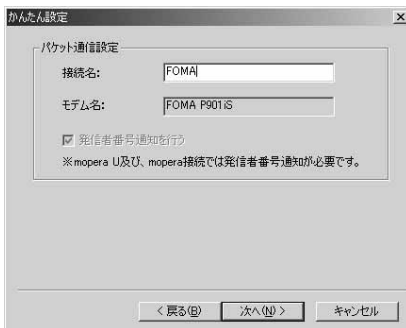 かんたん設定
パケット通信設定
接続名: FOMA
モデム名: FOMA P901iS
発信者番号通知を行う
※mopera U及び、mopera接続では発信者番号通知が必要です。
< 戻る(B) 次へ(N) > キャンセル